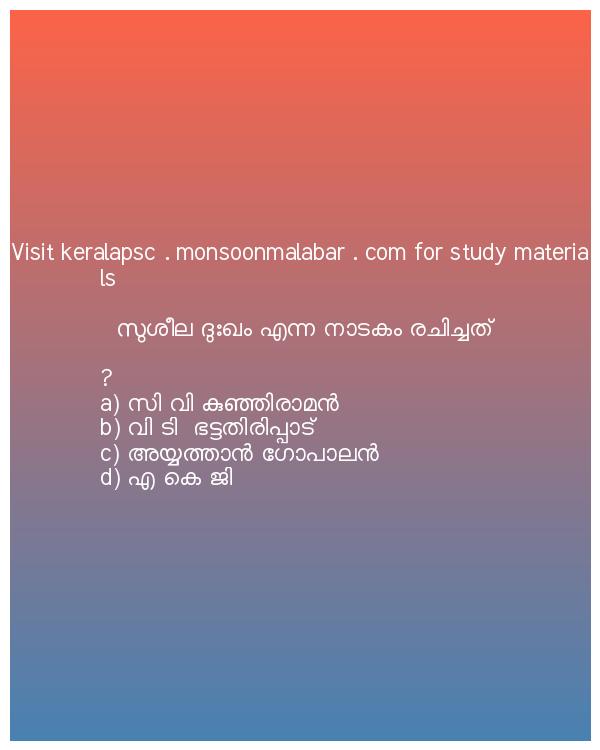 Visit keralapsc . monsoonmalabar . com for study materia
ls
സുശീല ദുഃഖം എന്ന നാടകം രചിച്ചത്
?
a) സി വി കുഞ്ഞിരാമൻ
b) വി ടി  ഭട്ടതിരിപ്പാട്
c) അയ്യത്താൻ ഗോപാലൻ
d) എ കെ ജി